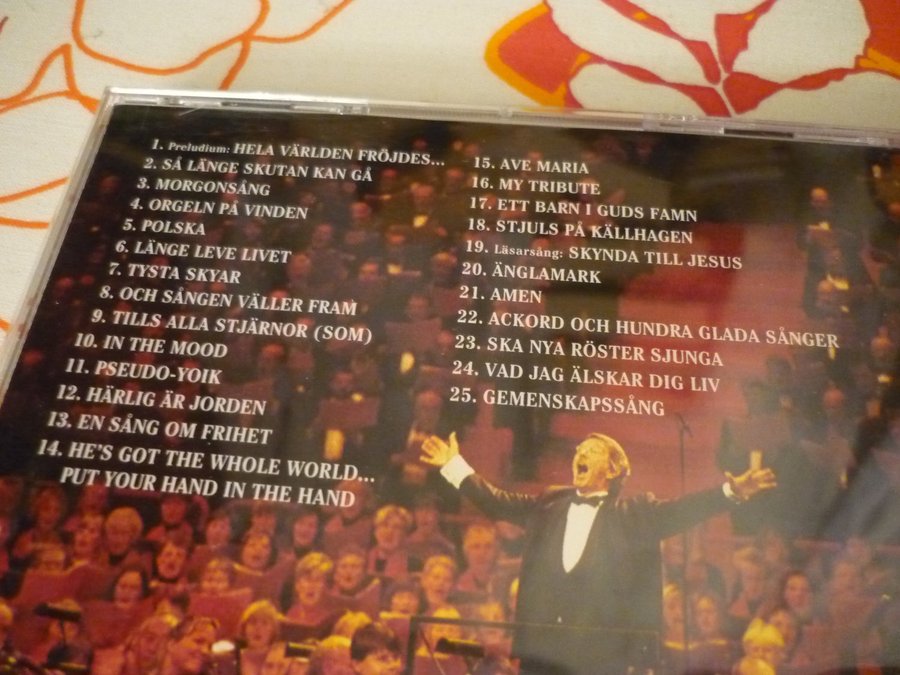 1. Preludium: HELA VÄRLDEN FRÖJDES...
2. SÅ LÄNGE SKUTAN KAN GÅ
3. MORGONSÅNG
4. ORGELN PÅ VINDEN
5. POLSKA
6. LÄNGE LEVE LIVET
7. TYSTA SKYAR
8. OCH SÅNGEN VÄLLER FRAM
9. TILLS ALLA STJÄRNOR (SOM)
10. IN THE MOOD
11. PSEUDO-YOIK
12. HÄRLIG ÄR JORDEN
13. EN SÅNG OM FRIHET
14. HE'S GOT THE WHOLE WORLD...
PUT YOUR HAND IN THE HAND
15. AVE MARIA
16. MY TRIBUTE
17. ETT BARN I GUDS FAMN
18. STJULS PÅ KÄLLHAGEN
19. Läsarsång: SKYNDA TILL JESUS
20. ÄNGLAMARK
21. AMEN
22. ACKORD OCH HUNDRA GLADA SÅNGER
23. SKA NYA RÖSTER SJUNGA
24. VAD JAG ÄLSKAR DIG LIV
25. GEMENSKAPSSÅNG